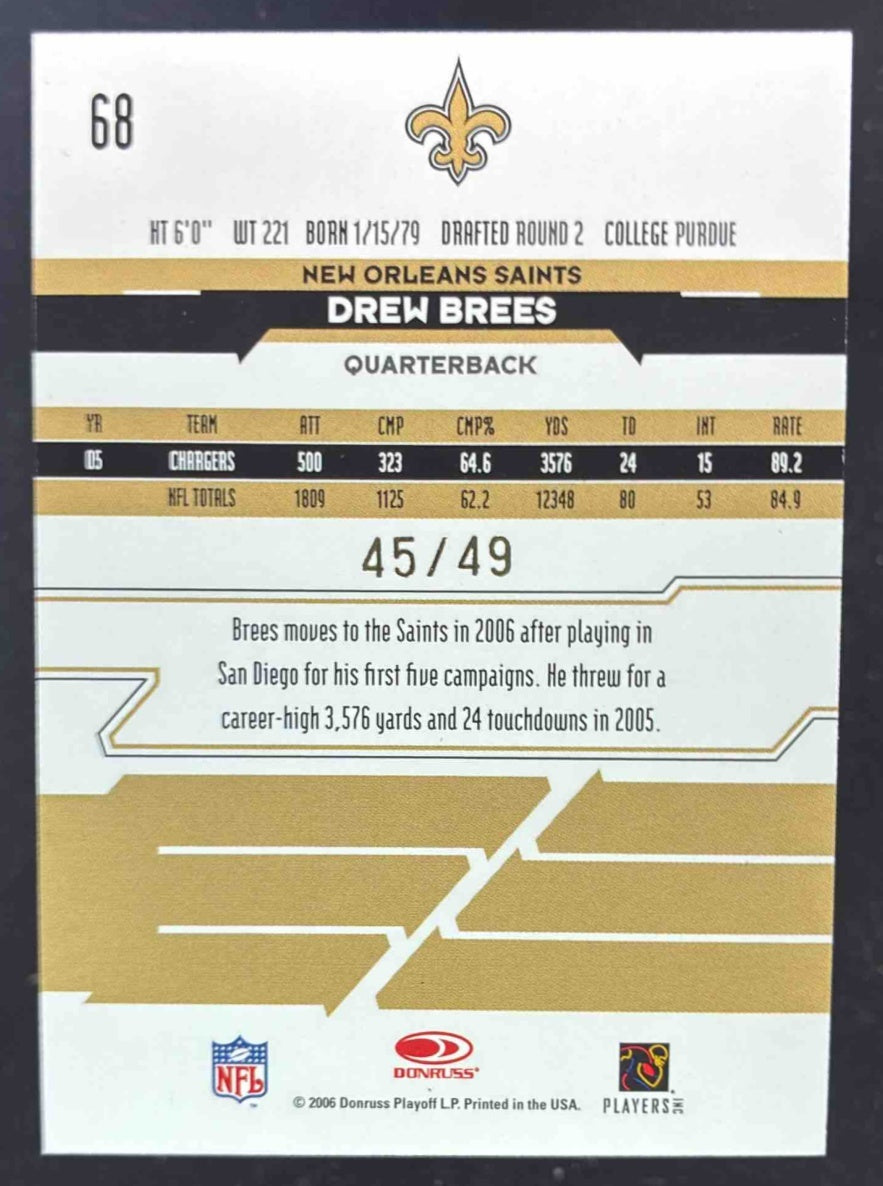 68
HT 6'0" WT 221 BORN 1/15/79 DRAFTED ROUND 2 COLLEGE PURDUE
NEW ORLEANS SAINTS
DREW BREES
QUARTERBACK
YR TEAM ATT CMP CMP% YDS TD INT RATE
05 CHARGERS 500 323 64.6 3576 24 15 89.2
NFL TOTALS 1809 1125 62.2 12348 80 53 84.9
45/49
Brees moves to the Saints in 2006 after playing in
San Diego for his first five campaigns. He threw for a
career-high 3,576 yards and 24 touchdowns in 2005.
NFL
DONRUSS
© 2006 Donruss Playoff L.P. Printed in the USA.
PLAYERS INC